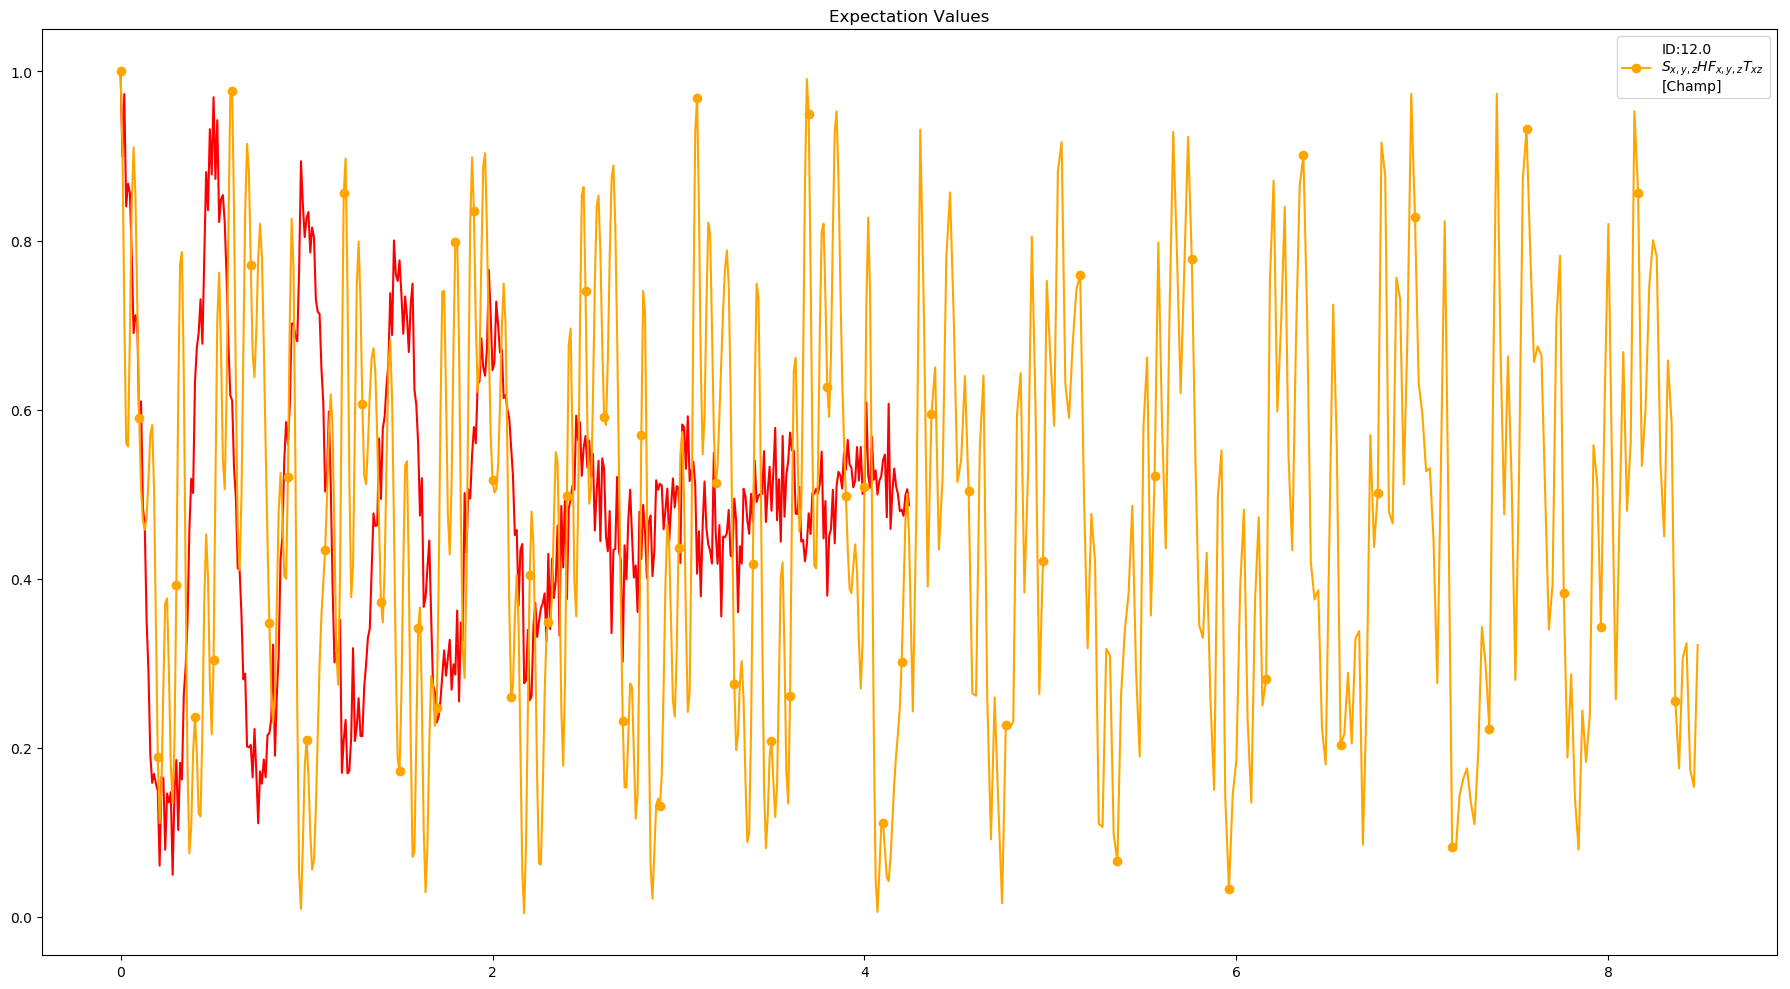 Expectation Values
ID:12.0
S_{x,y,z}HF_{x,y,z}T_{xz}
[Champ]
1.0
0.8
0.6
0.4
0.2
0.0
0 2 4 6 8